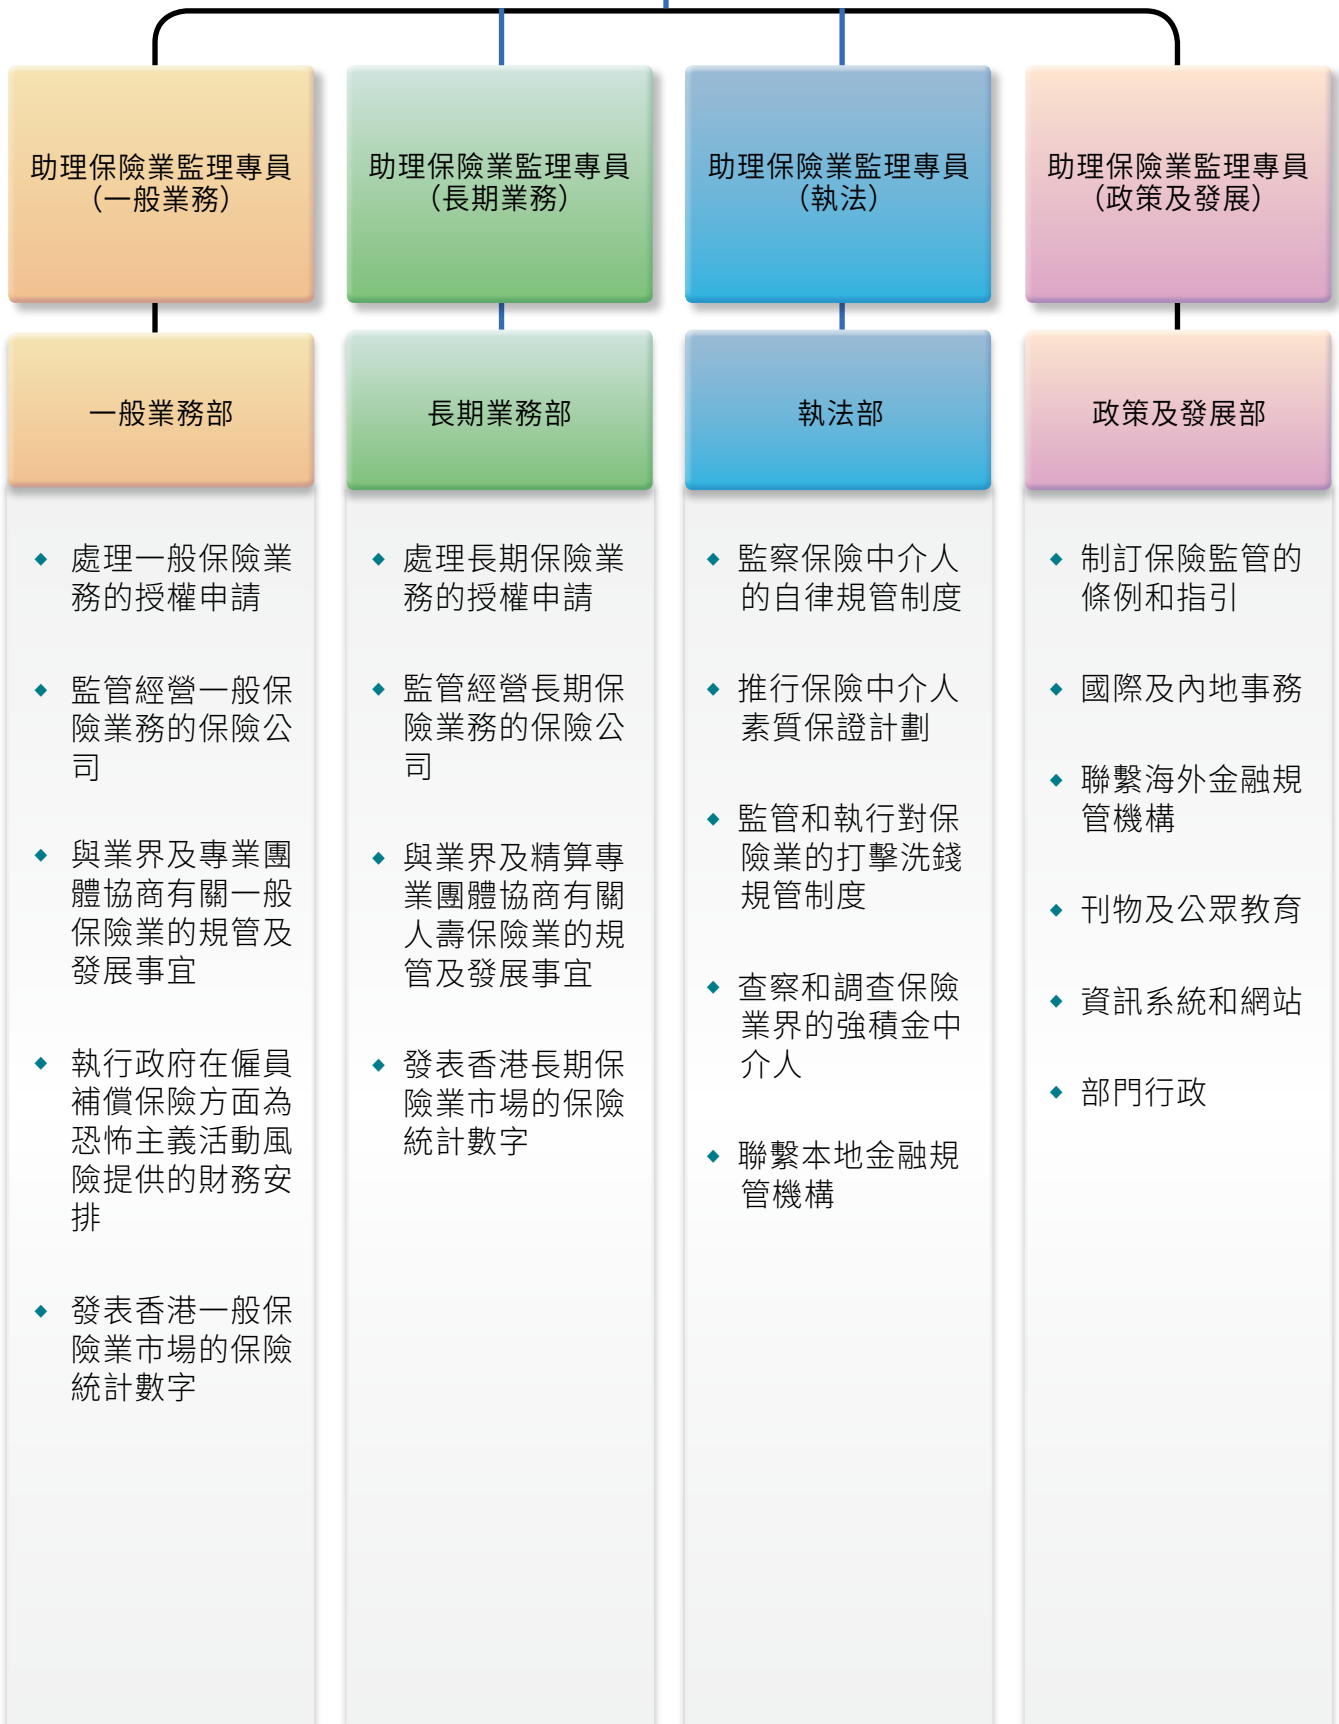 助理保險業監理專員
（一般業務）
助理保險業監理專員
（長期業務）
助理保險業監理專員
（執法）
助理保險業監理專員
（政策及發展）
一般業務部
長期業務部
執法部
政策及發展部
◆ 處理一般保險業
務的授權申請
◆ 監管經營一般保
險業務的保險公
司
◆ 與業界及專業團
體協商有關一般
保險業的規管及
發展事宜
◆ 執行政府在僱員
補償保險方面為
恐怖主義活動風
險提供的財務安
排
◆ 發表香港一般保
險業市場的保險
統計數字
◆ 處理長期保險業
務的授權申請
◆ 監管經營長期保
險業務的保險公
司
◆ 與業界及精算專
業團體協商有關
人壽保險業的規
管及發展事宜
◆ 發表香港長期保
險業市場的保險
統計數字
◆ 監察保險中介人
的自律規管制度
◆ 推行保險中介人
素質保證計劃
◆ 監管和執行對保
險業的打擊洗錢
規管制度
◆ 查察和調查保險
業界的強積金中
介人
◆ 聯繫本地金融規
管機構
◆ 制訂保險監管的
條例和指引
◆ 國際及內地事務
◆ 聯繫海外金融規
管機構
◆ 刊物及公眾教育
◆ 資訊系統和網站
◆ 部門行政